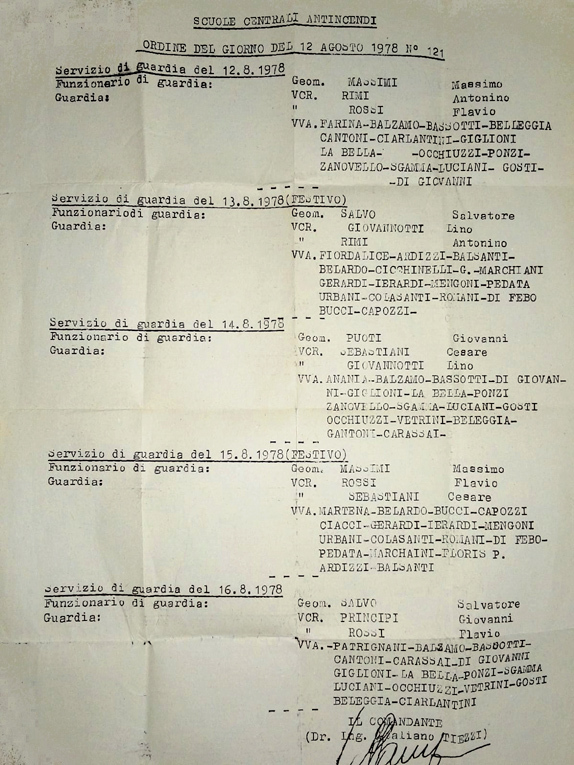 SCUOLE CENTRALI ANTINCENDI
ORDINE DEL GIORNO DEL 12 AGOSTO 1978 N° 121
Servizio di guardia del 12.8.1978
Funzionario di guardia: Geom. MASSIMI Massimo
Guardia: VCR. RIMI Antonino
" ROSSI Flavio
VVA. FARINA-BALZAMO-BASSOTTI-BELLEGGIA
CANTONI-CIARLANTINI-GIGLIONI
LA BELLA- -OCCHIUZZI-PONZI-
ZANOVELLO-SGAMMA-LUCIANI- GOSTI-
-DI GIOVANNI
- - - - -
Servizio di guardia del 13.8.1978(FESTIVO)
Funzionariodi guardia: Geom. SALVO Salvatore
Guardia: VCR. GIOVANNOTTI Lino
" RIMI Antonino
VVA. FIORDALICE-ARDIZZI-BALSANTI-
BELARDO-CICCHINELLI-G.-MARCHIANI
GERARDI-IERARDI-MENGONI-PEDATA
URBANI-COLASANTI-ROMANI-DI FEBO
BUCCI-CAPOZZI-
- - - - -
Servizio di guardia del 14.8.1978
Funzionario di guardia: Geom. PUOTI Giovanni
Guardia: VCR. SEBASTIANI Cesare
" GIOVANNOTTI Lino
VVA. ANANIA-BALZAMO-BASSOTTI-DI GIOVAN-
NI-GIGLIONI-LA BELLA-PONZI
ZANOVELLO-SGAMMA-LUCIANI-GOSTI
OCCHIUZZI-VETRINI-BELEGGIA-
GANTONI-CARASSAI-
- - - -
Servizio di guardia del 15.8.1978(FESTIVO)
Funzionario di guardia: Geom. MASSIMI Massimo
Guardia: VCR. ROSSI Flavio
" SEBASTIANI Cesare
VVA. MARTENA-BELARDO-BUCCI-CAPOZZI
CIACCI-GERARDI-IERARDI-MENGONI
URBANI-COLASANTI-ROMANI-DI FEBO-
PEDATA-MARCHAINI-FLORIS P.
ARDIZZI-BALSANTI
- - - -
Servizio di guardia del 16.8.1978
Funzionario di guardia: Geom. SALVO Salvatore
Guardia: VCR. PRINCIPI Giovanni
" ROSSI Flavio
VVA.-PATRIGNANI-BALZAMO-BASSOTTI-
CANTONI-CARASSAI-DI GIOVANNI
GIGLIONI-LA BELLA-PONZI-SGAMMA
LUCIANI-OCCHIUZZI-VETRINI-GOSTI
BELEGGIA-CIARLANTINI
- - - -
IL COMANDANTE
(Dr. Ing. TIEZZI)